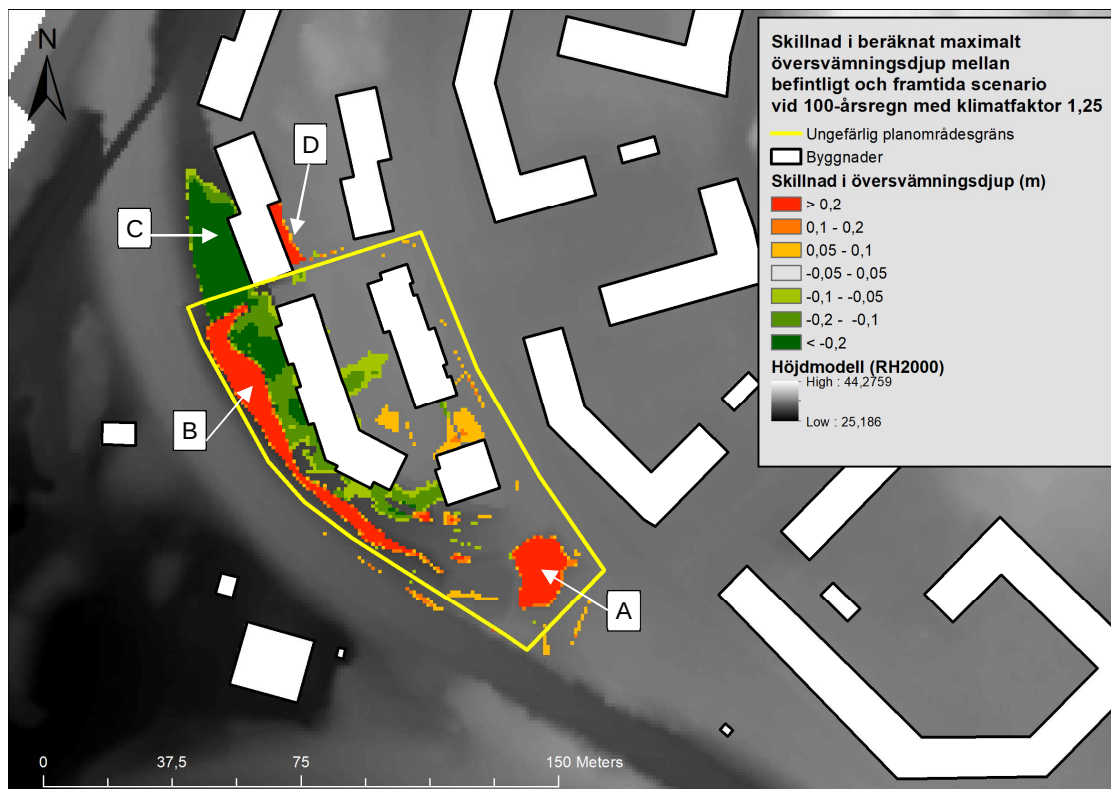 N
D
C
B
A
Skillnad i beräknat maximalt
översvämningsdjup mellan
befintligt och framtida scenario
vid 100-årsregn med klimatfaktor 1,25
Ungefärlig planområdesgräns
Byggnader
Skillnad i översvämningsdjup (m)
> 0,2
0,1 - 0,2
0,05 - 0,1
-0,05 - 0,05
-0,1 - -0,05
-0,2 - -0,1
< -0,2
Höjdmodell (RH2000)
High : 44,2759
Low : 25,186
0 37,5 75 150 Meters